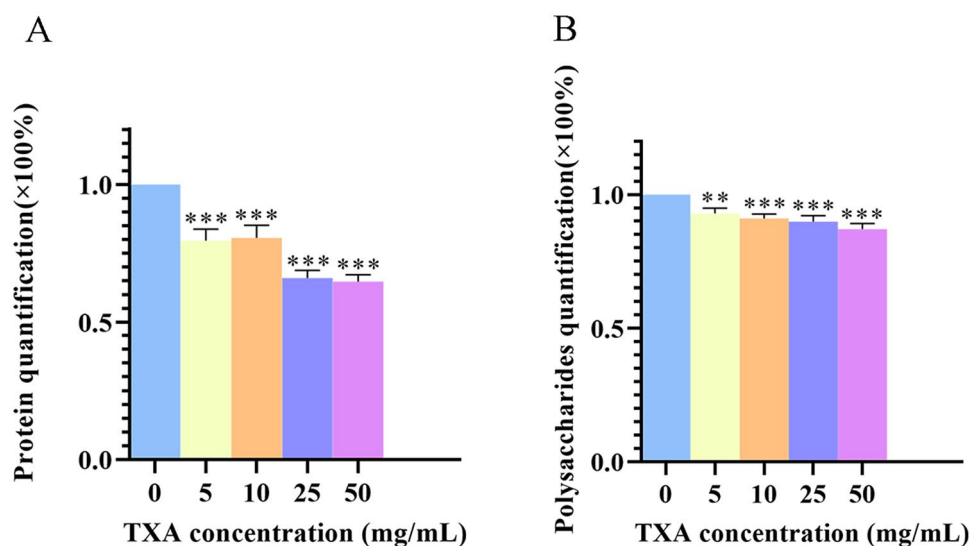 A
Protein quantification(×100%)
1.0
0.5
0.0
***
***
***
***
0 5 10 25 50
TXA concentration (mg/mL)
B
Polysaccharides quantification(×100%)
1.0
0.5
0.0
**
***
***
***
0 5 10 25 50
TXA concentration (mg/mL)